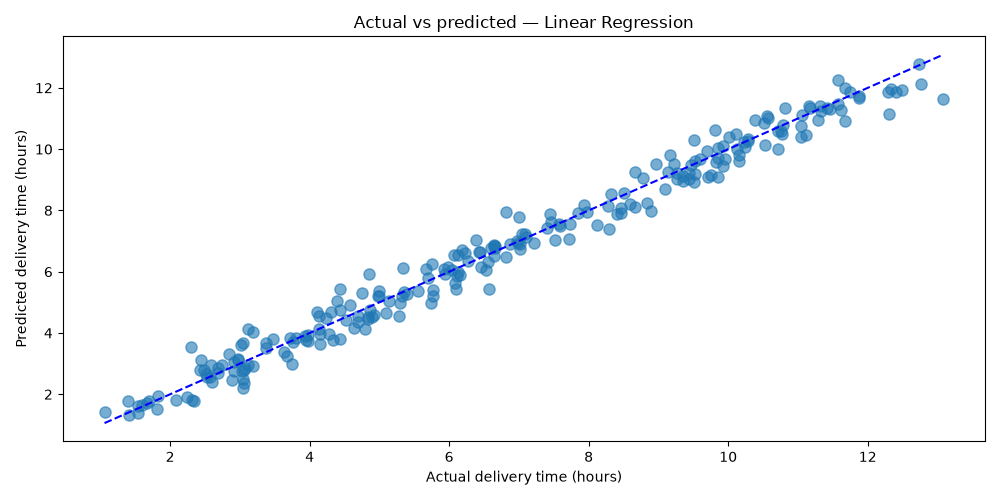 Actual vs predicted — Linear Regression
Predicted delivery time (hours)
12
10
8
6
4
2
2 4 6 8 10 12
Actual delivery time (hours)